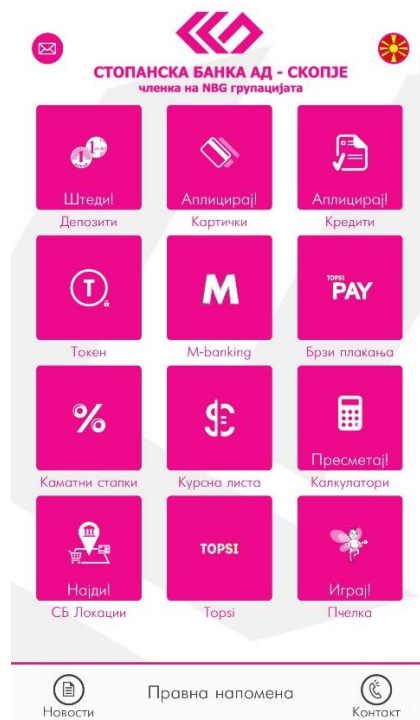 СТОПАНСКА БАНКА АД - СКОПЈЕ
членка на NBG групацијата
Штеди!
Аплицирај!
Аплицирај!
Депозити
Картички
Кредити
T
M
TOPSI
PAY
Токен
M-banking
Брзи плаќања
%
Пресметај!
Каматни стапки
Курсна листа
Калкулатори
Најди!
TOPSI
Играј!
СБ Локации
Topsi
Пчелка
Новости
Правна напомена
Контакт